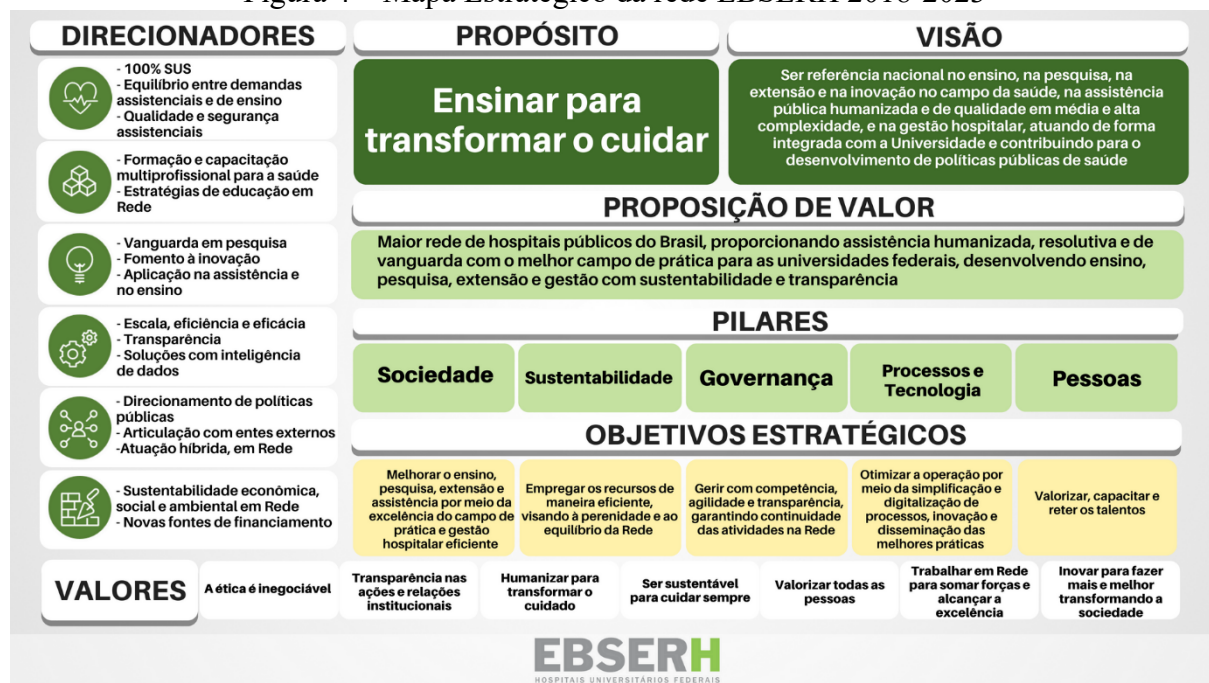 Figura 4 – Mapa Estratégico da rede EBSERH 2018-2023
DIRECIONADORES
- 100% SUS
- Equilíbrio entre demandas
assistenciais e de ensino
- Qualidade e segurança
assistenciais
- Formação e capacitação
multiprofissional para a saúde
- Estratégias de educação em
Rede
- Vanguarda em pesquisa
- Fomento à inovação
- Aplicação na assistência e
no ensino
- Escala, eficiência e eficácia
- Transparência
- Soluções com inteligência
de dados
- Direcionamento de políticas
públicas
- Articulação com entes externos
-Atuação híbrida, em Rede
- Sustentabilidade econômica,
social e ambiental em Rede
- Novas fontes de financiamento
PROPÓSITO
Ensinar para
transformar o cuidar
VISÃO
Ser referência nacional no ensino, na pesquisa, na
extensão e na inovação no campo da saúde, na assistência
pública humanizada e de qualidade em média e alta
complexidade, e na gestão hospitalar, atuando de forma
integrada com a Universidade e contribuindo para o
desenvolvimento de políticas públicas de saúde
PROPOSIÇÃO DE VALOR
Maior rede de hospitais públicos do Brasil, proporcionando assistência humanizada, resolutiva e de
vanguarda com o melhor campo de prática para as universidades federais, desenvolvendo ensino,
pesquisa, extensão e gestão com sustentabilidade e transparência
PILARES
Sociedade
Sustentabilidade
Governança
Processos e
Tecnologia
Pessoas
OBJETIVOS ESTRATÉGICOS
Melhorar o ensino,
pesquisa, extensão e
assistência por meio da
excelência do campo de
prática e gestão
hospitalar eficiente
Empregar os recursos de
maneira eficiente,
visando à perenidade e ao
equilíbrio da Rede
Gerir com competência,
agilidade e transparência,
garantindo continuidade
das atividades na Rede
Otimizar a operação por
meio da simplificação e
digitalização de
processos, inovação e
disseminação das
melhores práticas
Valorizar, capacitar e
reter os talentos
VALORES
A ética é inegociável
Transparência nas
ações e relações
institucionais
Humanizar para
transformar o
cuidado
Ser sustentável
para cuidar sempre
Valorizar todas as
pessoas
Trabalhar em Rede
para somar forças e
alcançar a
excelência
Inovar para fazer
mais e melhor
transformando a
sociedade
EBSERH
HOSPITAIS UNIVERSITÁRIOS FEDERAIS